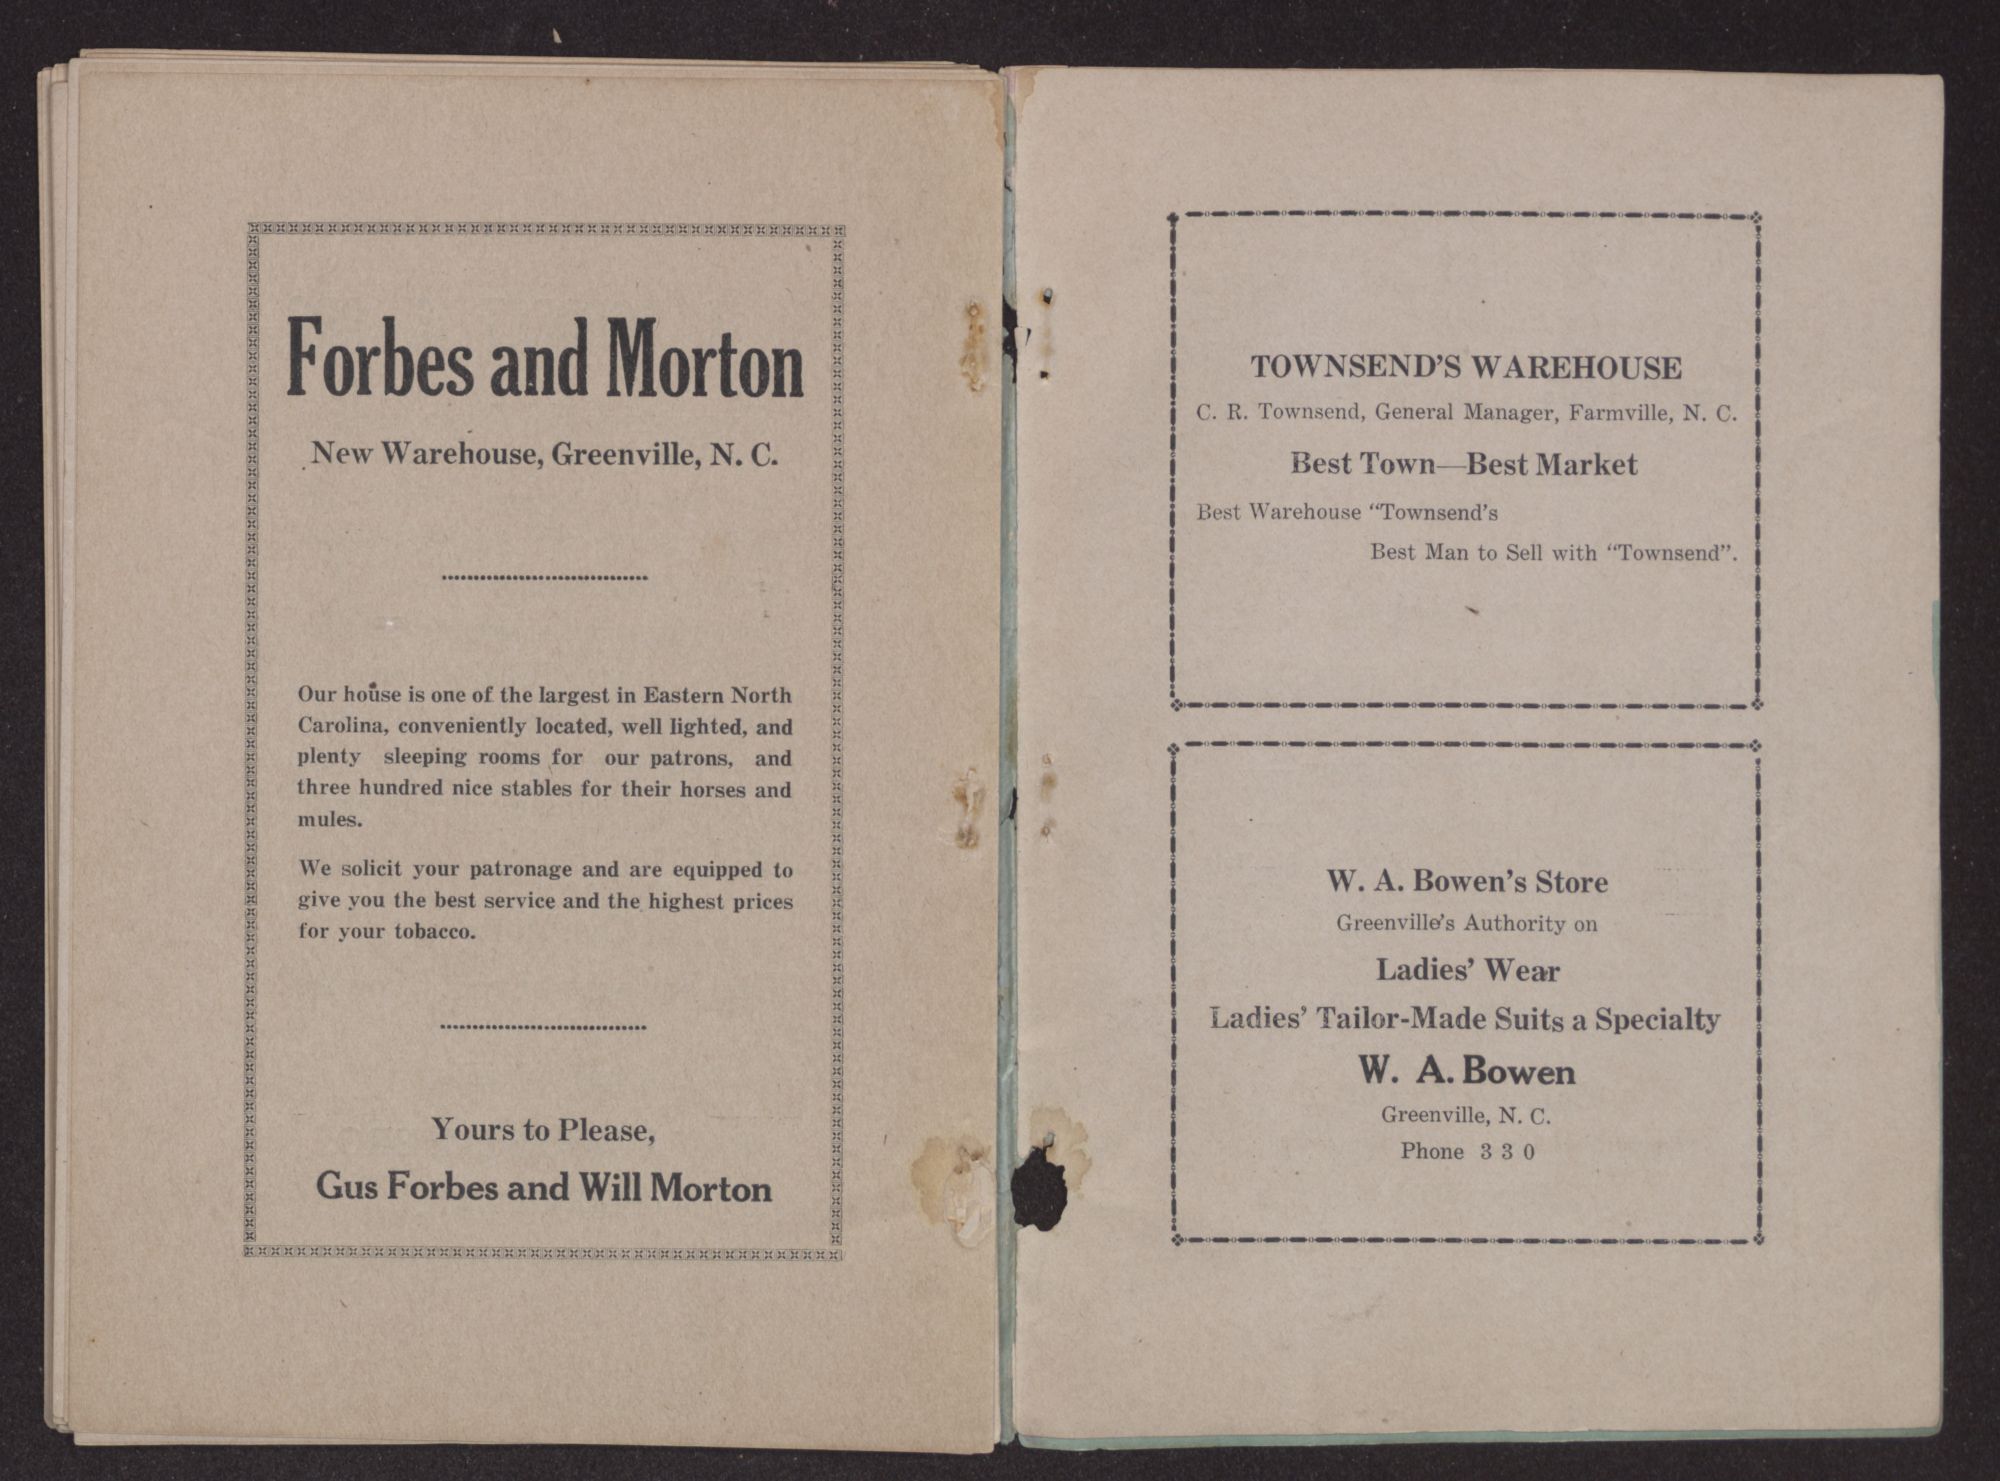 Forbes and Morton
New Warehouse, Greenville, N. C.
Our house is one of the largest in Eastern North
Carolina, conveniently located, well lighted, and
plenty sleeping rooms for our patrons, and
three hundred nice stables for their horses and
mules.
We solicit your patronage and are equipped to
give you the best service and the highest prices
for your tobacco.
Yours to Please,
Gus Forbes and Will Morton
TOWNSEND'S WAREHOUSE
C. R. Townsend, General Manager, Farmville, N. C.
Best Town—Best Market
Best Warehouse “Townsend's
Best Man to Sell with “Townsend”.
W. A. Bowen's Store
Greenville's Authority on
Ladies' Wear
Ladies' Tailor-Made Suits a Specialty
W. A. Bowen
Greenville, N. C.
Phone 3 3 0